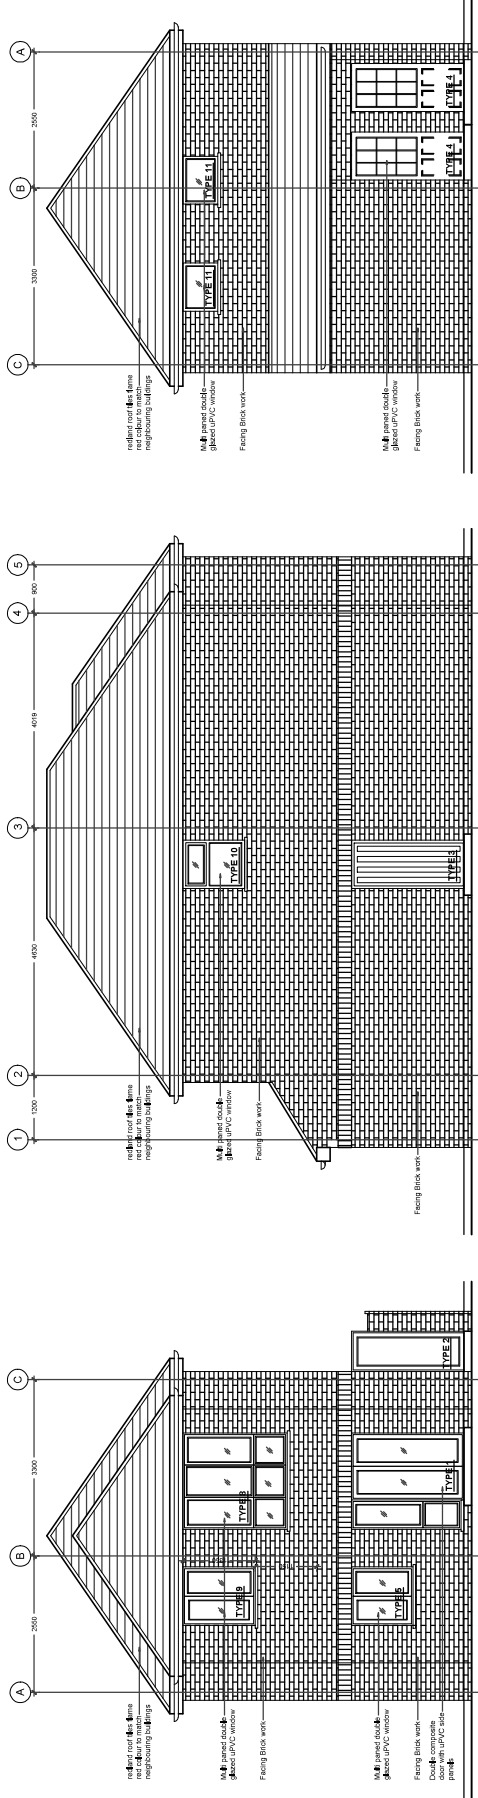 A
B
C
2550
3300
redland roof tiles flame
red colour to match
neighbouring buildings
Multi paned double
glazed uPVC window
Facing Brick work
TYPE 9
TYPE 8
Multi paned double
glazed uPVC window
Facing Brick work
Double composite
door with uPVC side
panels
TYPE 5
TYPE 1
TYPE 2
1
2
3
4
5
1200
4630
4019
900
redland roof tiles flame
red colour to match
neighbouring buildings
Multi paned double
glazed uPVC window
Facing Brick work
TYPE 10
Facing Brick work
TYPE 3
C
B
A
3300
2550
redland roof tiles flame
red colour to match
neighbouring buildings
Multi paned double
glazed uPVC window
Facing Brick work
TYPE 11
TYPE 11
Multi paned double
glazed uPVC window
Facing Brick work
TYPE 4
TYPE 4